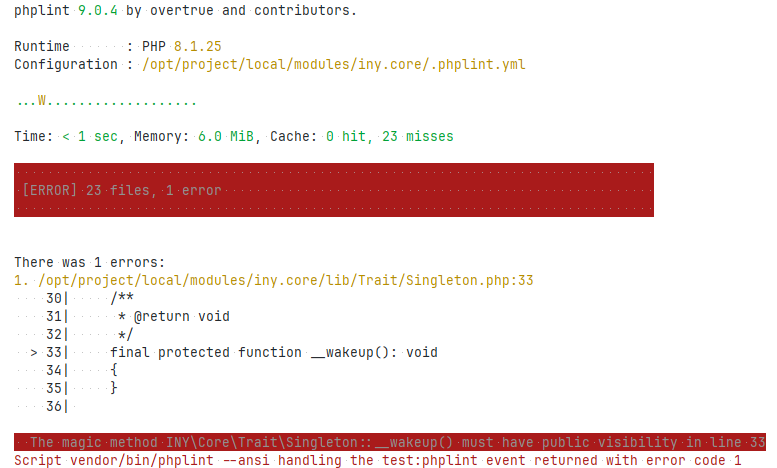 phplint 9.0.4 by overtrue and contributors.
Runtime : PHP 8.1.25
Configuration : /opt/project/local/modules/iny.core/.phplint.yml
...W...................
Time: < 1 sec, Memory: 6.0 MiB, Cache: 0 hit, 23 misses
[ERROR] 23 files, 1 error
There was 1 errors:
1. /opt/project/local/modules/iny.core/lib/Trait/Singleton.php:33
30| /**
31| * @return void
32| */
> 33| final protected function __wakeup(): void
34| {
35| }
36|
The magic method INY\Core\Trait\Singleton::__wakeup() must have public visibility in line 33
Script vendor/bin/phplint --ansi handling the test:phplint event returned with error code 1